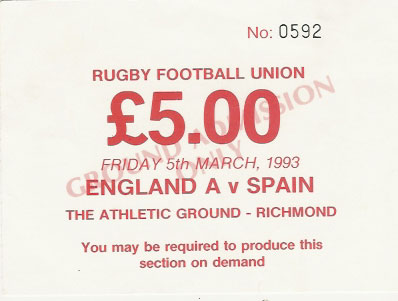 No: 0592
RUGBY FOOTBALL UNION
£5.00
GROUND ADMISSION
ONLY
FRIDAY 5th MARCH, 1993
ENGLAND A v SPAIN
THE ATHLETIC GROUND - RICHMOND
You may be required to produce this
section on demand